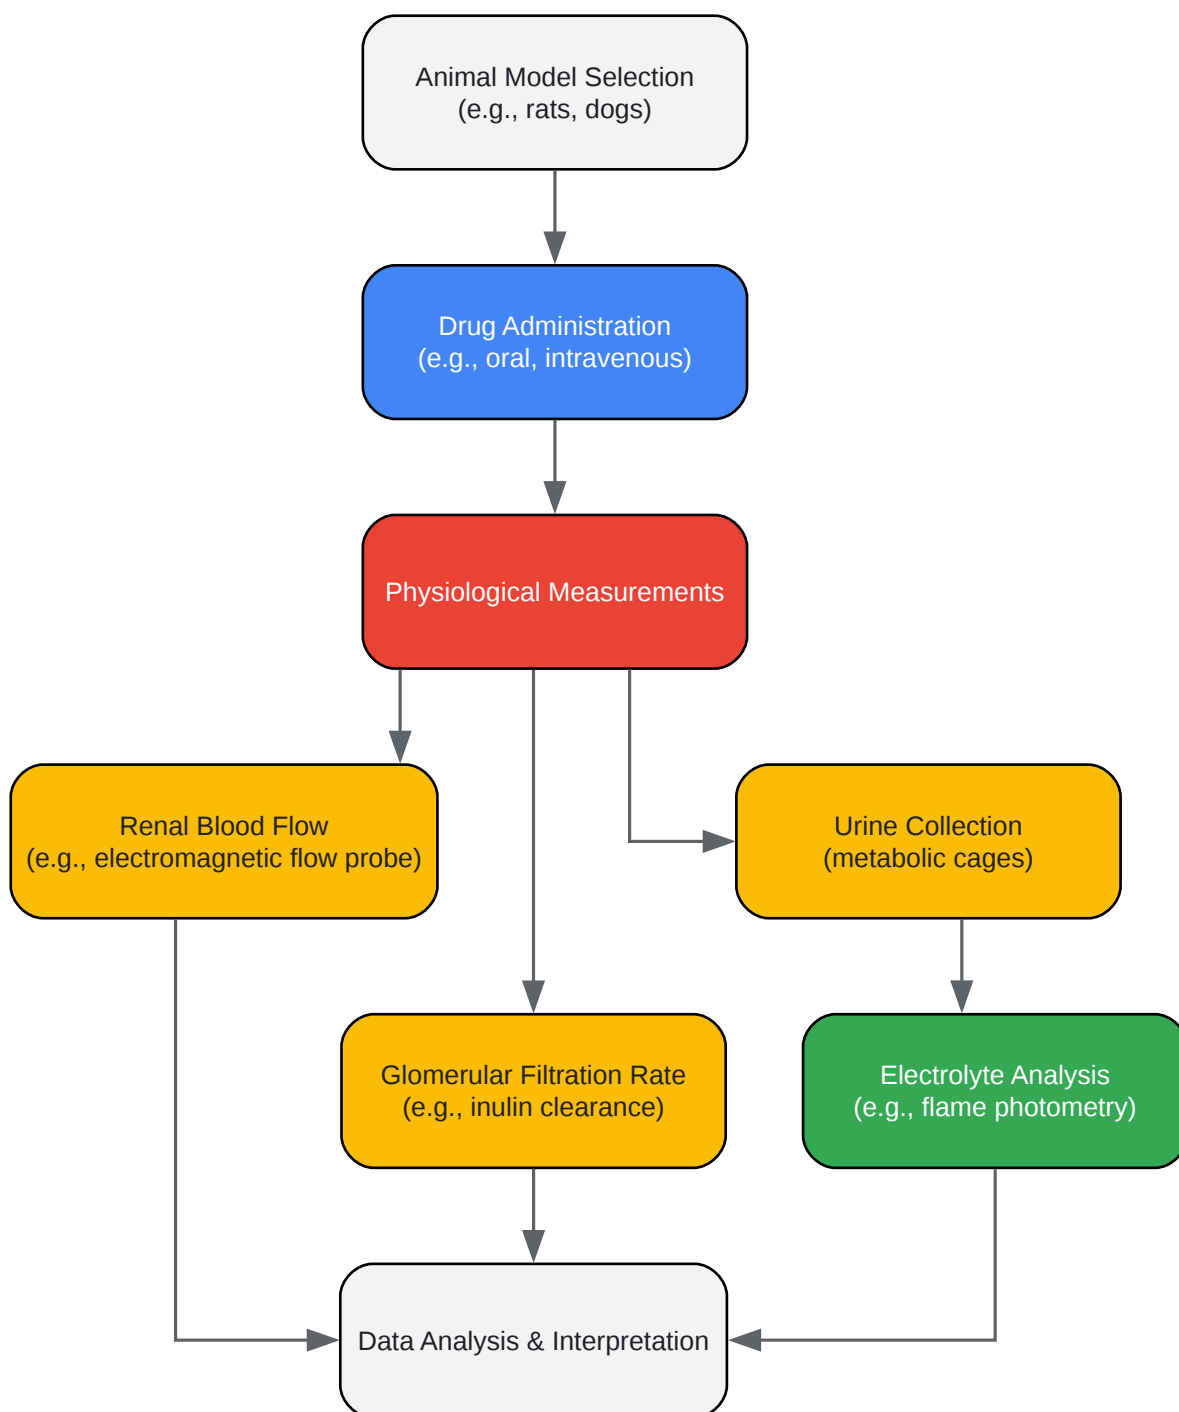 Animal Model Selection
(e.g., rats, dogs)
Drug Administration
(e.g., oral, intravenous)
Physiological Measurements
Renal Blood Flow
(e.g., electromagnetic flow probe)
Urine Collection
(metabolic cages)
Glomerular Filtration Rate
(e.g., inulin clearance)
Electrolyte Analysis
(e.g., flame photometry)
Data Analysis & Interpretation